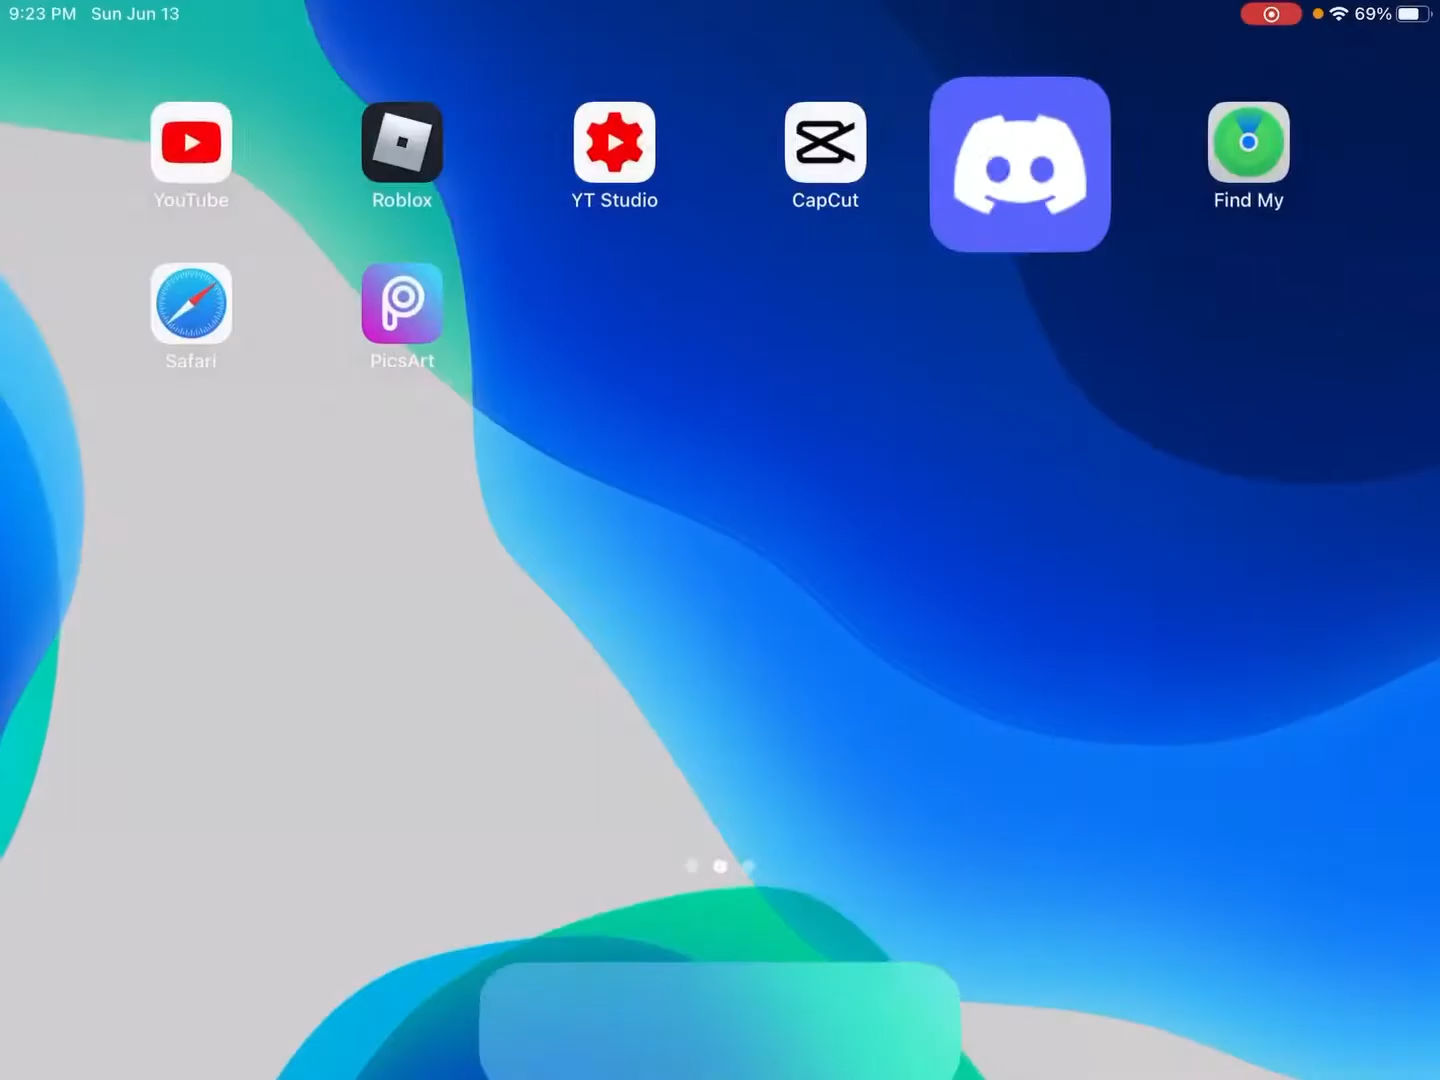 9:23 PM Sun Jun 13
69%
YouTube
Roblox
YT Studio
CapCut
Find My
Safari
PicsArt